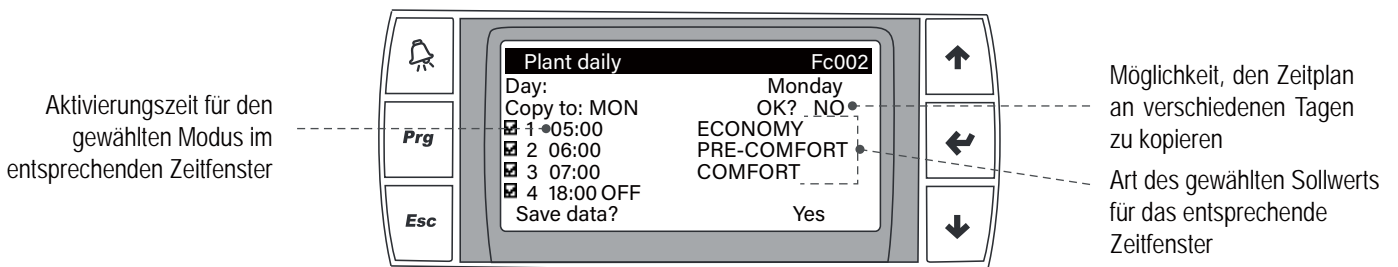 Aktivierungszeit für den
gewählten Modus im
entsprechenden Zeitfenster
Prg
Esc
Plant daily Fc002
Day: Monday
Copy to: MON OK? NO
1 05:00 ECONOMY
2 06:00 PRE-COMFORT
3 07:00 COMFORT
4 18:00 OFF
Save data? Yes
Möglichkeit, den Zeitplan
an verschiedenen Tagen
zu kopieren
Art des gewählten Sollwerts
für das entsprechende
Zeitfenster